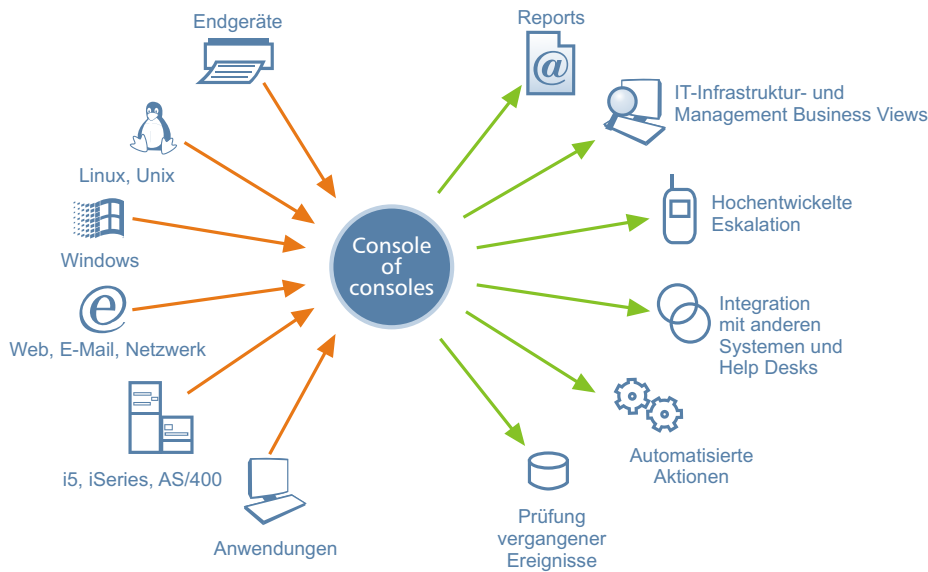 Endgeräte
Linux, Unix
Windows
Web, E-Mail, Netzwerk
i5, iSeries, AS/400
Anwendungen
Console
of
consoles
Reports
@
IT-Infrastruktur- und
Management Business Views
Hochentwickelte
Eskalation
Integration
mit anderen
Systemen und
Help Desks
Automatisierte
Aktionen
Prüfung
vergangener
Ereignisse